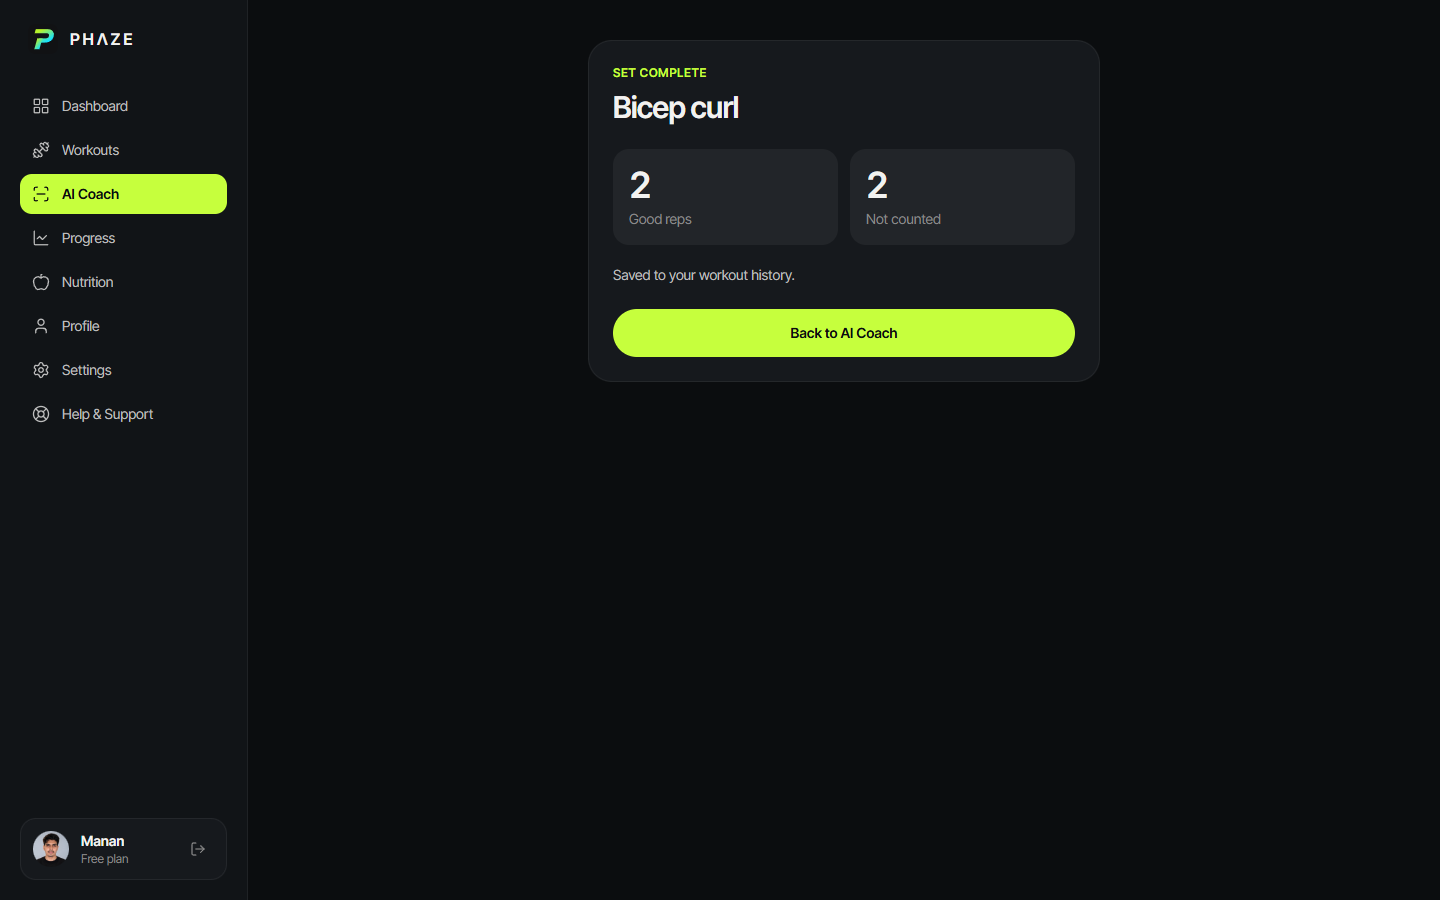 PHΛZE
Dashboard
Workouts
AI Coach
Progress
Nutrition
Profile
Settings
Help & Support
Manan
Free plan
SET COMPLETE
Bicep curl
2
Good reps
2
Not counted
Saved to your workout history.
Back to AI Coach